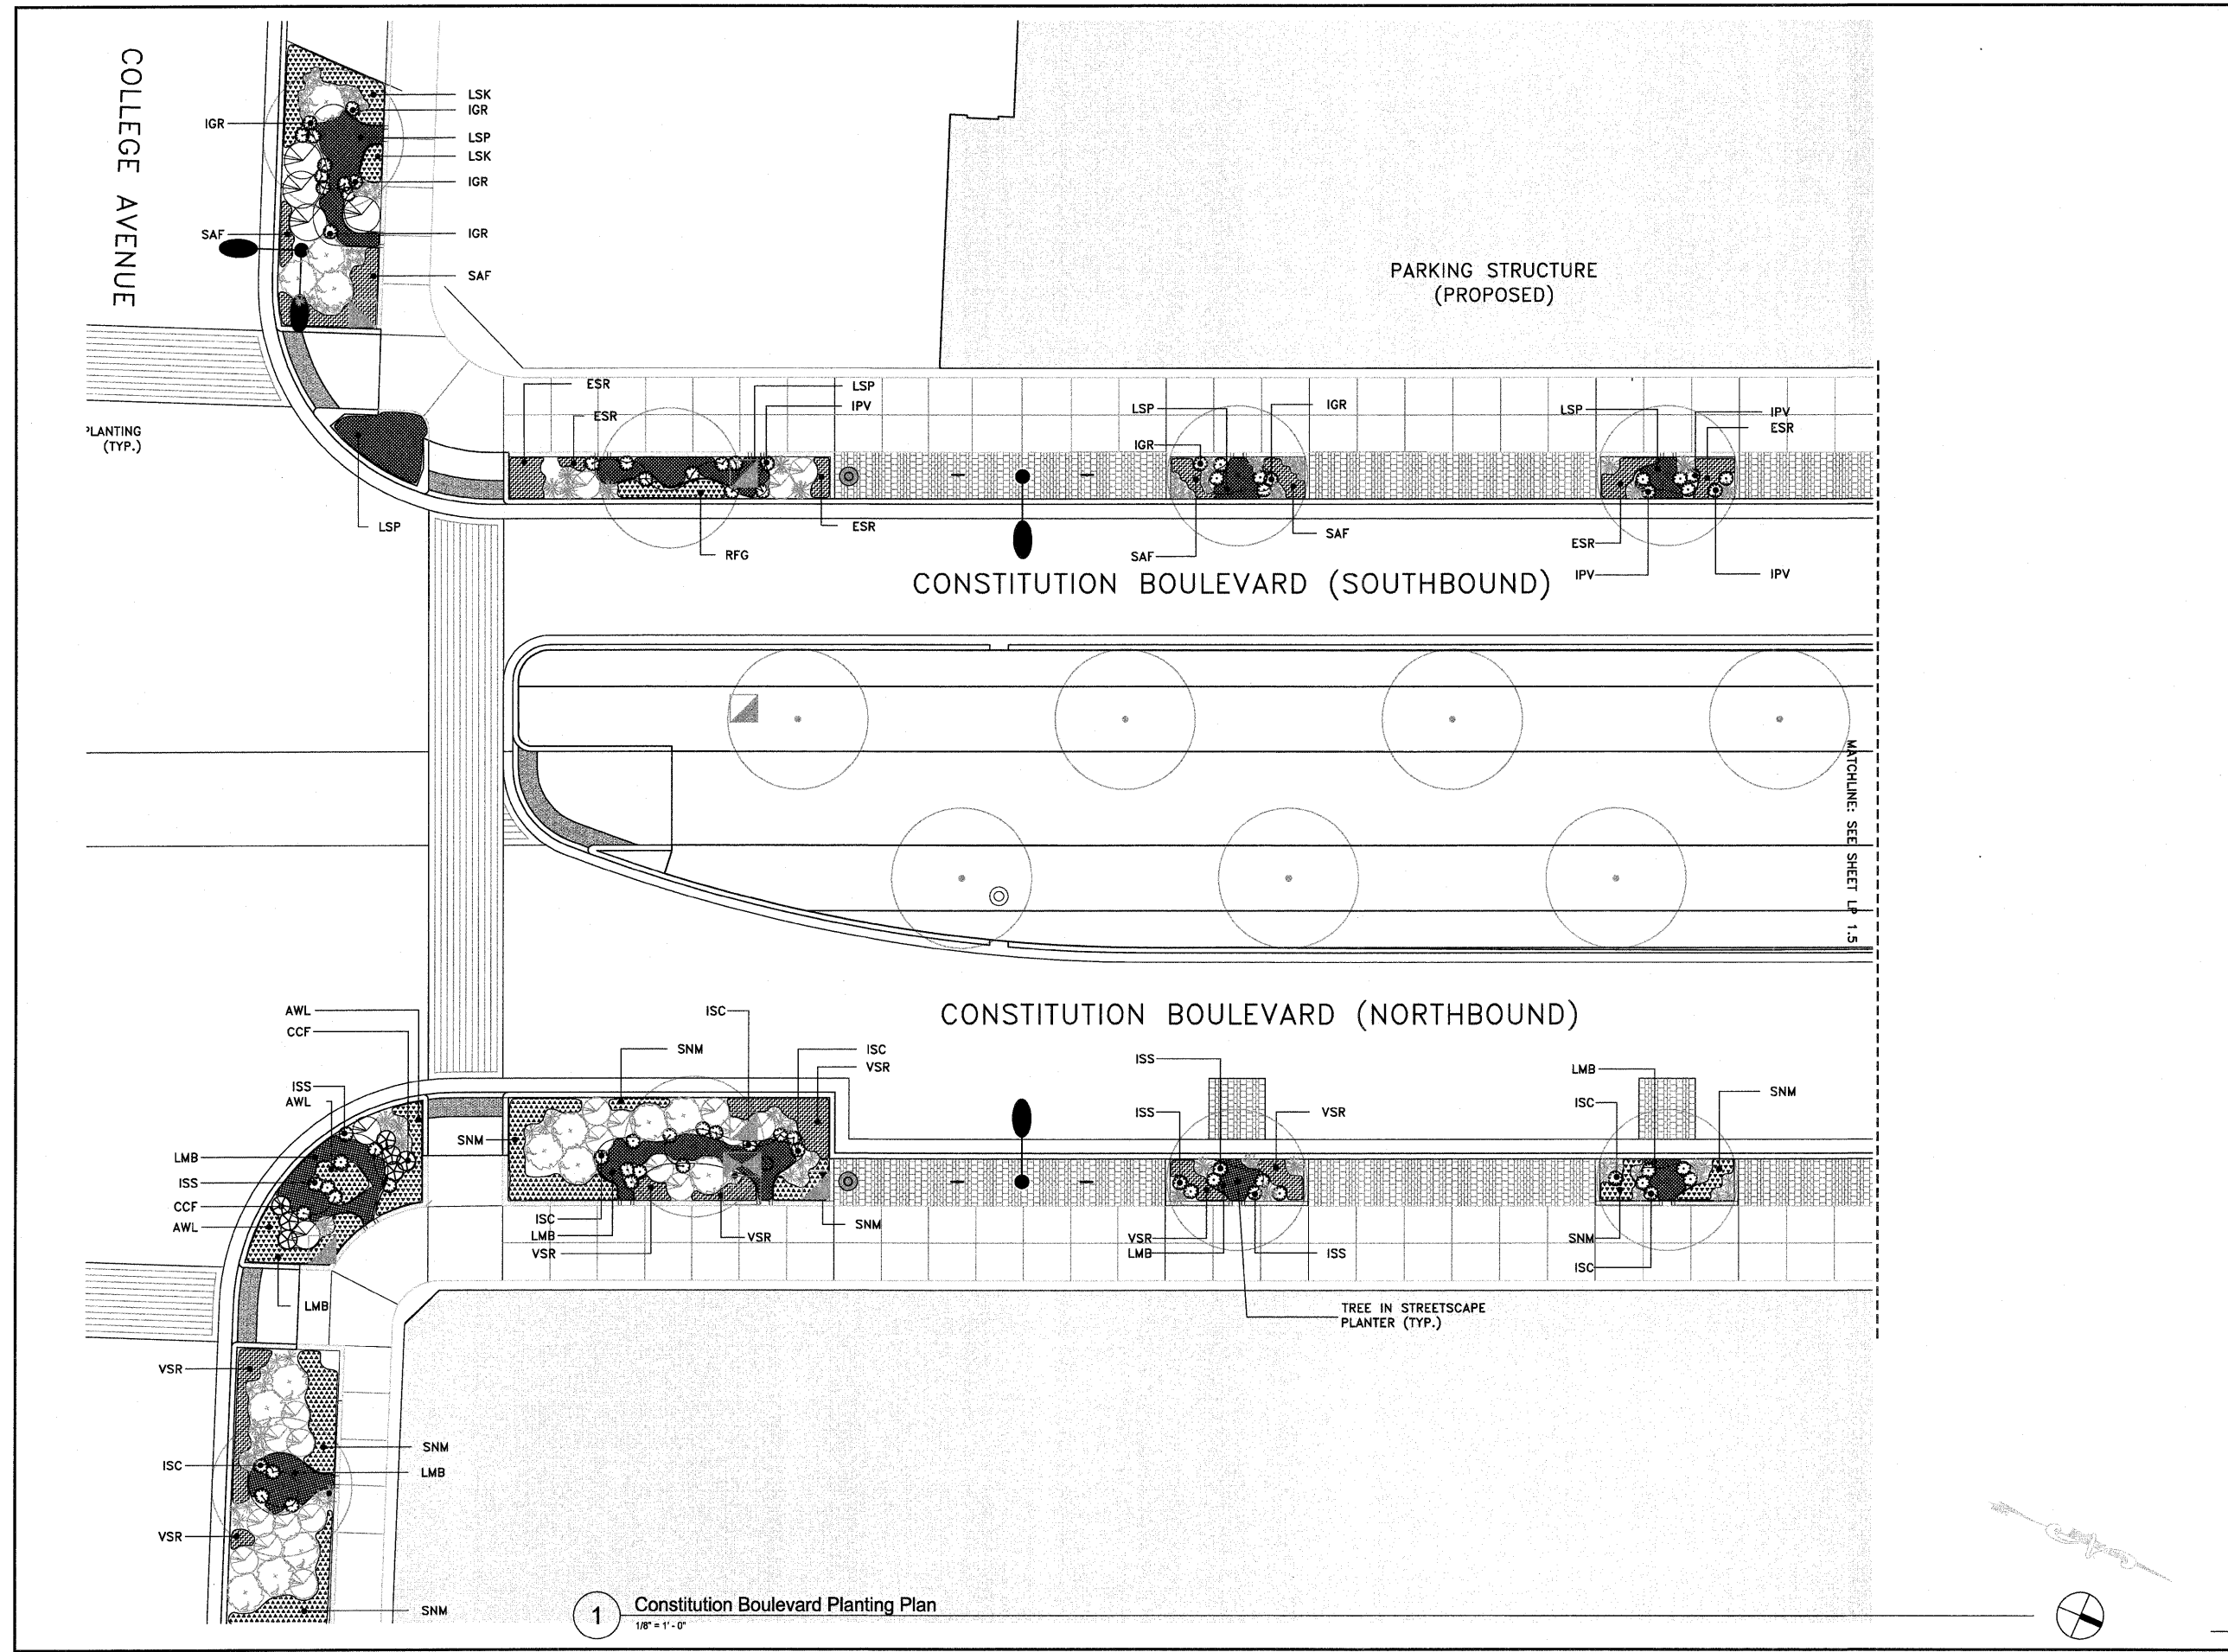 COLLEGE AVENUE
LSK
IGR
IGR
LSP
LSK
IGR
SAF
IGR
SAF
PARKING STRUCTURE
(PROPOSED)
PLANTING
(TYP.)
ESR
ESR
LSP
IPV
LSP
IGR
IGR
LSP
IPV
ESR
LSP
RFG
ESR
SAF
SAF
ESR
IPV
IPV
CONSTITUTION BOULEVARD (SOUTHBOUND)
MATCHLINE: SEE SHEET LP 1.5
CONSTITUTION BOULEVARD (NORTHBOUND)
AWL
CCF
ISS
AWL
LMB
ISS
CCF
AWL
LMB
ISC
SNM
ISC
VSR
SNM
ISC
LMB
VSR
VSR
SNM
ISS
ISS
VSR
VSR
LMB
ISS
LMB
ISC
SNM
SNM
ISC
TREE IN STREETSCAPE
PLANTER (TYP.)
VSR
SNM
ISC
LMB
VSR
SNM
1
Constitution Boulevard Planting Plan
1/8" = 1' - 0"